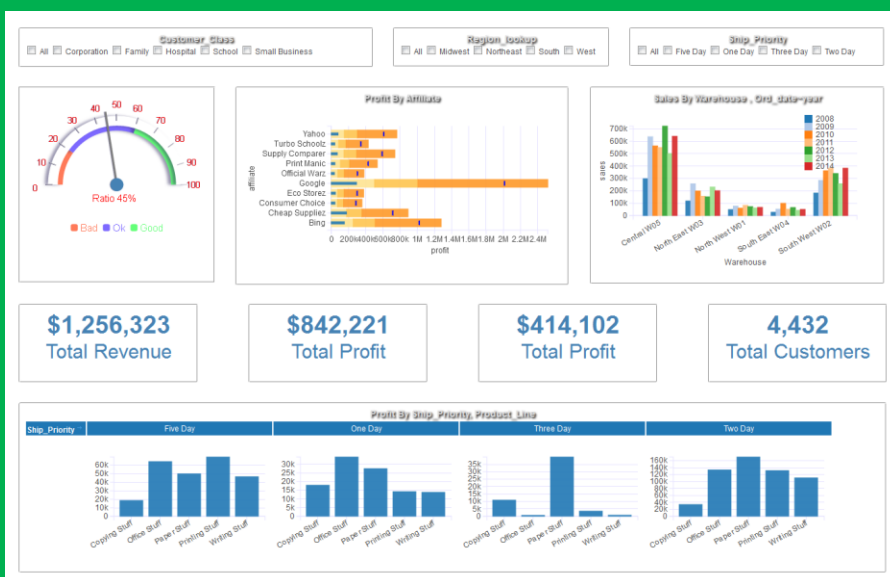 Customer_Class
All Corporation Family Hospital School Small Business
Region_lookup
All Midwest Northeast South West
Ship_Priority
All Five Day One Day Three Day Two Day
0 10 20 30 40 50 60 70 80 90 100
Ratio 45%
Bad Ok Good
Profit By Affiliate
affiliate
Yahoo
Turbo Schoolz
Supply Comparer
Print Manic
Official Warz
Google
Eco Storez
Consumer Choice
Cheap Suppliez
Bing
0 200k 400k 600k 800k 1M 1.2M 1.4M 1.6M 1.8M 2M 2.2M 2.4M
profit
Sales By Warehouse , Ord_date-year
sales
700k
600k
500k
400k
300k
200k
100k
0
2008
2009
2010
2011
2012
2013
2014
Central W05
North East W03
North West W01
South East W04
South West W02
Warehouse
$1,256,323
Total Revenue
$842,221
Total Profit
$414,102
Total Profit
4,432
Total Customers
Profit By Ship_Priority, Product_Line
Ship_Priority Five Day One Day Three Day Two Day
60k
50k
40k
30k
20k
10k
0
Copying Stuff
Office Stuff
Paper Stuff
Printing Stuff
Writing Stuff
30k
25k
20k
15k
10k
5k
0
Copying Stuff
Office Stuff
Paper Stuff
Printing Stuff
Writing Stuff
35k
30k
25k
20k
15k
10k
5k
0
Copying Stuff
Office Stuff
Paper Stuff
Printing Stuff
Writing Stuff
160k
140k
120k
100k
80k
60k
40k
20k
0
Copying Stuff
Office Stuff
Paper Stuff
Printing Stuff
Writing Stuff